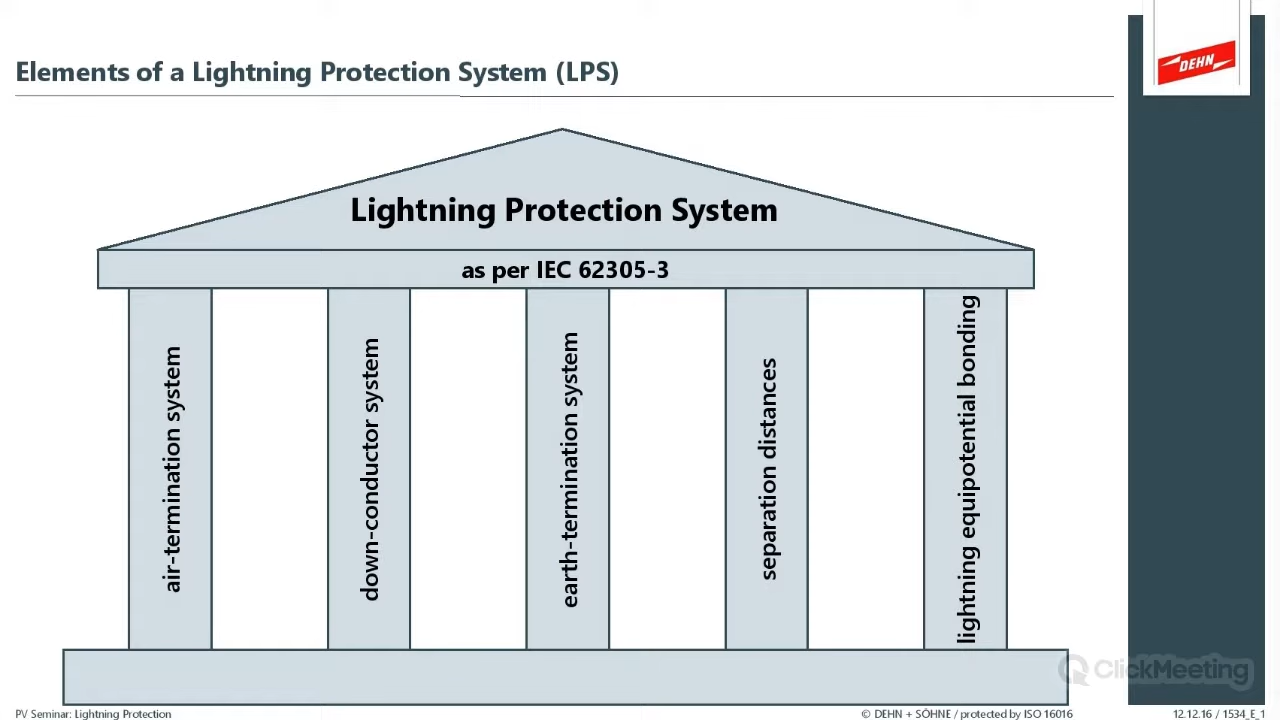 Elements of a Lightning Protection System (LPS)
DEHN
Lightning Protection System
as per IEC 62305-3
air-termination system
down-conductor system
earth-termination system
separation distances
lightning equipotential bonding
ClickMeeting
PV Seminar: Lightning Protection
© DEHN + SÖHNE / protected by ISO 16016
12.12.16 / 1534_E_1